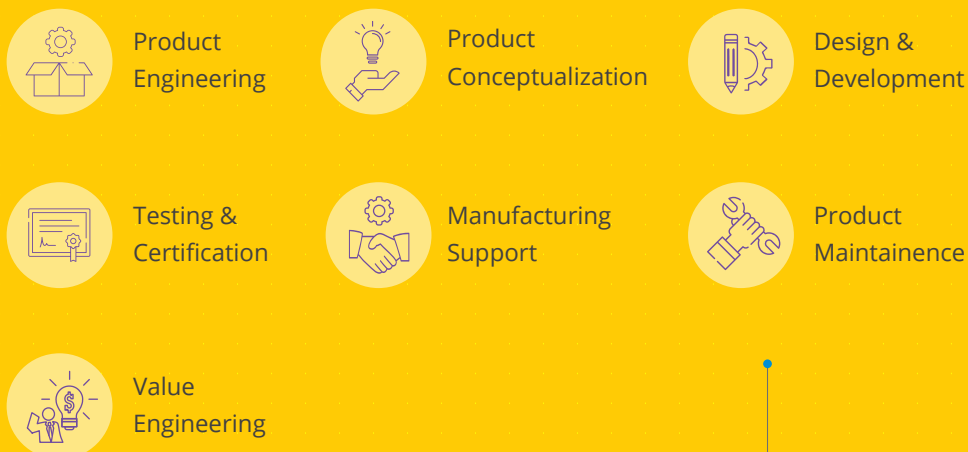 Product
Engineering
Product
Conceptualization
Design &
Development
Testing &
Certification
Manufacturing
Support
Product
Maintainence
Value
Engineering